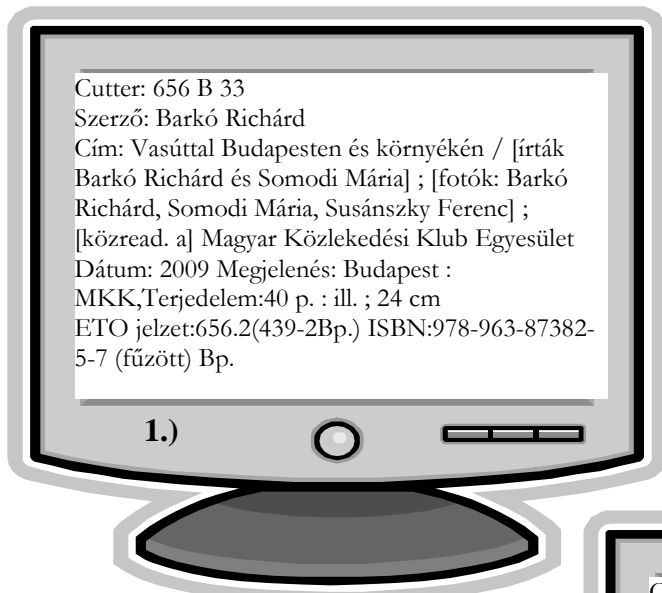 Cutter: 656 B 33
Szerző: Barkó Richárd
Cím: Vasúttal Budapesten és környékén / [írták
Barkó Richárd és Somodi Mária] ; [fotók: Barkó
Richárd, Somodi Mária, Susánszky Ferenc] ;
[közread. a] Magyar Közlekedési Klub Egyesület
Dátum: 2009 Megjelenés: Budapest :
MKK,Terjedelem:40 p. : ill. ; 24 cm
ETO jelzet:656.2(439-2Bp.) ISBN:978-963-87382-
5-7 (fűzött) Bp.
1.)